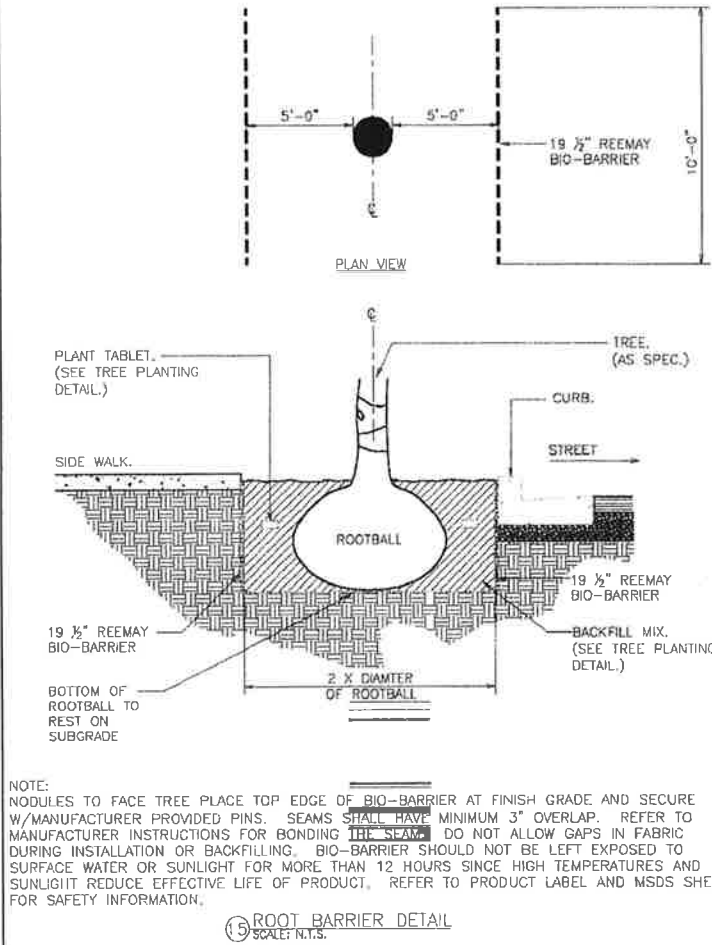 5'-0"
5'-0"
19 ½" REEMAY
BIO-BARRIER
10'-0"
℄
PLAN VIEW
℄
PLANT TABLET.
(SEE TREE PLANTING
DETAIL.)
TREE.
(AS SPEC.)
CURB.
STREET
SIDE WALK.
ROOTBALL
19 ½" REEMAY
BIO-BARRIER
19 ½" REEMAY
BIO-BARRIER
BACKFILL MIX.
(SEE TREE PLANTING
DETAIL.)
BOTTOM OF
ROOTBALL TO
REST ON
SUBGRADE
2 X DIAMTER
OF ROOTBALL
NOTE:
NODULES TO FACE TREE PLACE TOP EDGE OF BIO-BARRIER AT FINISH GRADE AND SECURE
W/MANUFACTURER PROVIDED PINS. SEAMS SHALL HAVE MINIMUM 3" OVERLAP. REFER TO
MANUFACTURER INSTRUCTIONS FOR BONDING THE SEAMS DO NOT ALLOW GAPS IN FABRIC
DURING INSTALLATION OR BACKFILLING. BIO-BARRIER SHOULD NOT BE LEFT EXPOSED TO
SURFACE WATER OR SUNLIGHT FOR MORE THAN 12 HOURS SINCE HIGH TEMPERATURES AND
SUNLIGHT REDUCE EFFECTIVE LIFE OF PRODUCT. REFER TO PRODUCT LABEL AND MSDS SHE
FOR SAFETY INFORMATION.
15 ROOT BARRIER DETAIL
SCALE: N.T.S.